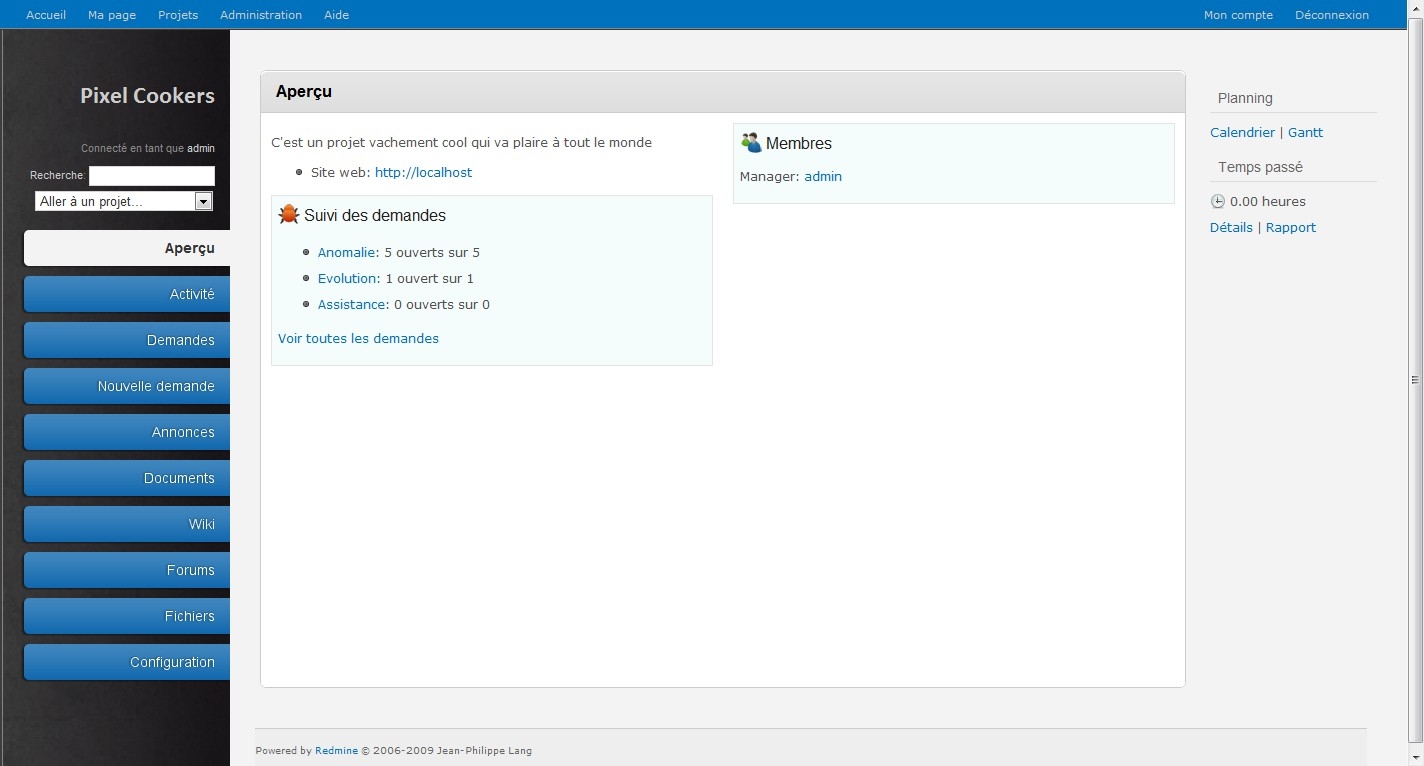 Accueil Ma page Projets Administration Aide Mon compte Déconnexion
Pixel Cookers
Connecté en tant que admin
Recherche:
Aller à un projet...
Aperçu
Activité
Demandes
Nouvelle demande
Annonces
Documents
Wiki
Forums
Fichiers
Configuration
Aperçu
C'est un projet vachement cool qui va plaire à tout le monde
Site web: http://localhost
Suivi des demandes
Anomalie: 5 ouverts sur 5
Evolution: 1 ouvert sur 1
Assistance: 0 ouverts sur 0
Voir toutes les demandes
Membres
Manager: admin
Planning
Calendrier | Gantt
Temps passé
0.00 heures
Détails | Rapport
Powered by Redmine © 2006-2009 Jean-Philippe Lang